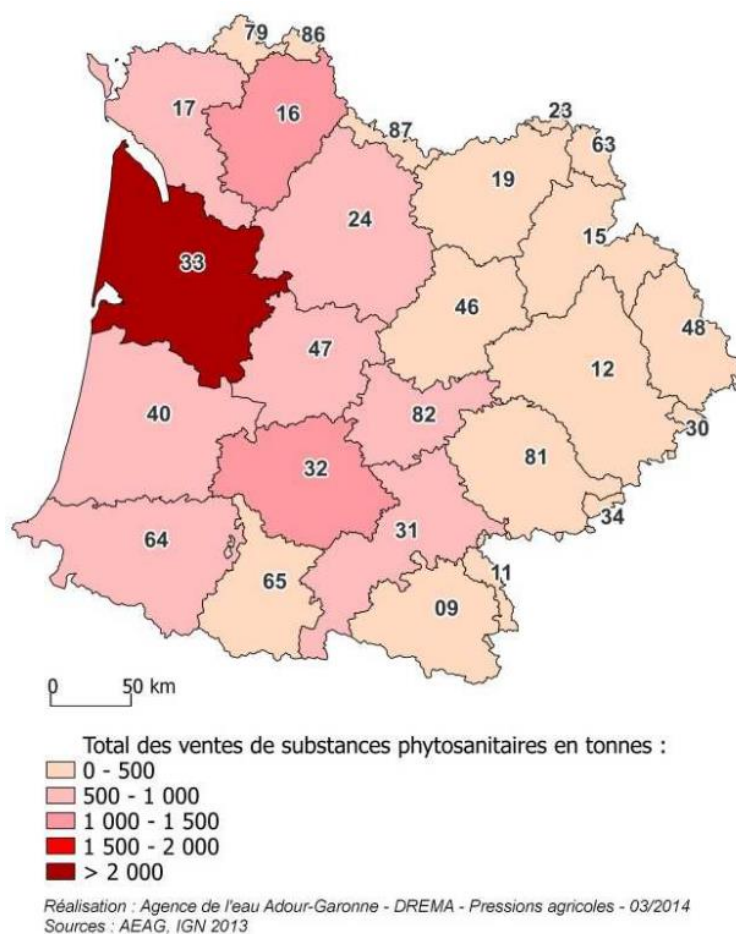 79 86
17 16
87 23
63
19
24 15
33
46 48
47 12
40 82 30
81
32
34
64 31
65 11
09
0 50 km
Total des ventes de substances phytosanitaires en tonnes :
0 - 500
500 - 1 000
1 000 - 1 500
1 500 - 2 000
> 2 000
Réalisation : Agence de l'eau Adour-Garonne - DREMA - Pressions agricoles - 03/2014
Sources : AEAG, IGN 2013